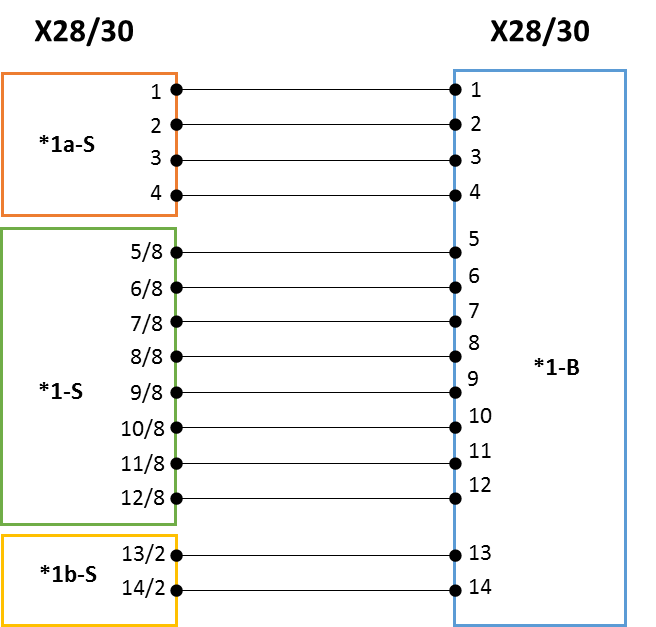 X28/30 X28/30
1 1
2 2
*1a-S
3 3
4 4
5/8 5
6/8 6
7/8 7
8/8 8
*1-B
*1-S
9/8 9
10/8 10
11/8 11
12/8 12
13/2 13
*1b-S
14/2 14